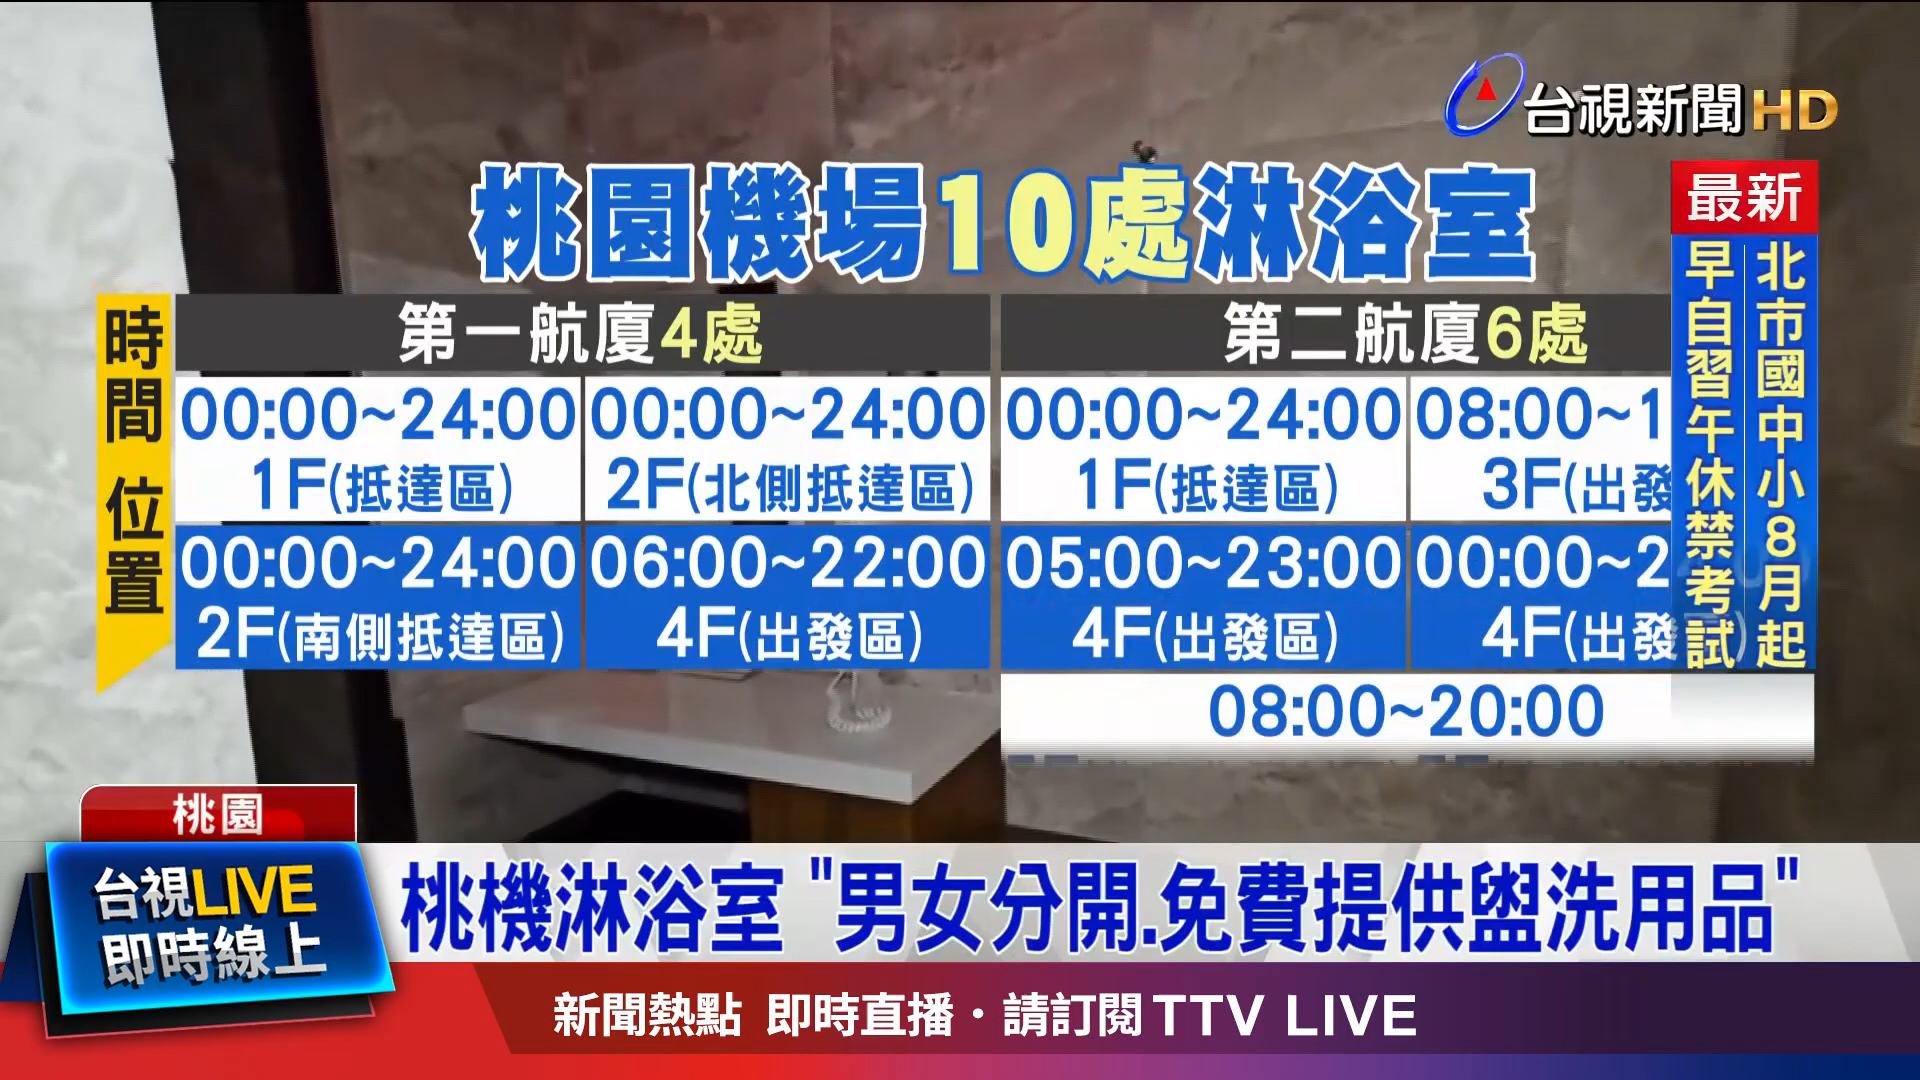 台視新聞HD
桃園機場10處淋浴室
時間 位置
第一航廈4處
00:00~24:00
1F(抵達區)
00:00~24:00
2F(北側抵達區)
00:00~24:00
2F(南側抵達區)
06:00~22:00
4F(出發區)
第二航廈6處
00:00~24:00
1F(抵達區)
08:00~1
3F(出發
05:00~23:00
4F(出發區)
00:00~2
4F(出發
08:00~20:00
最新
北市國中小8月起
早自習午休禁考試
桃園
台視LIVE
即時線上
桃機淋浴室 "男女分開.免費提供盥洗用品"
新聞熱點 即時直播·請訂閱TTV LIVE